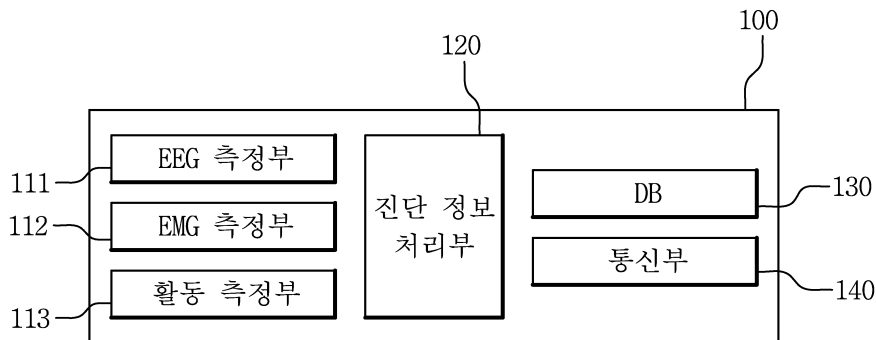 100
120
EEG 측정부
111
EMG 측정부
112
활동 측정부
113
진단 정보
처리부
DB
130
통신부
140